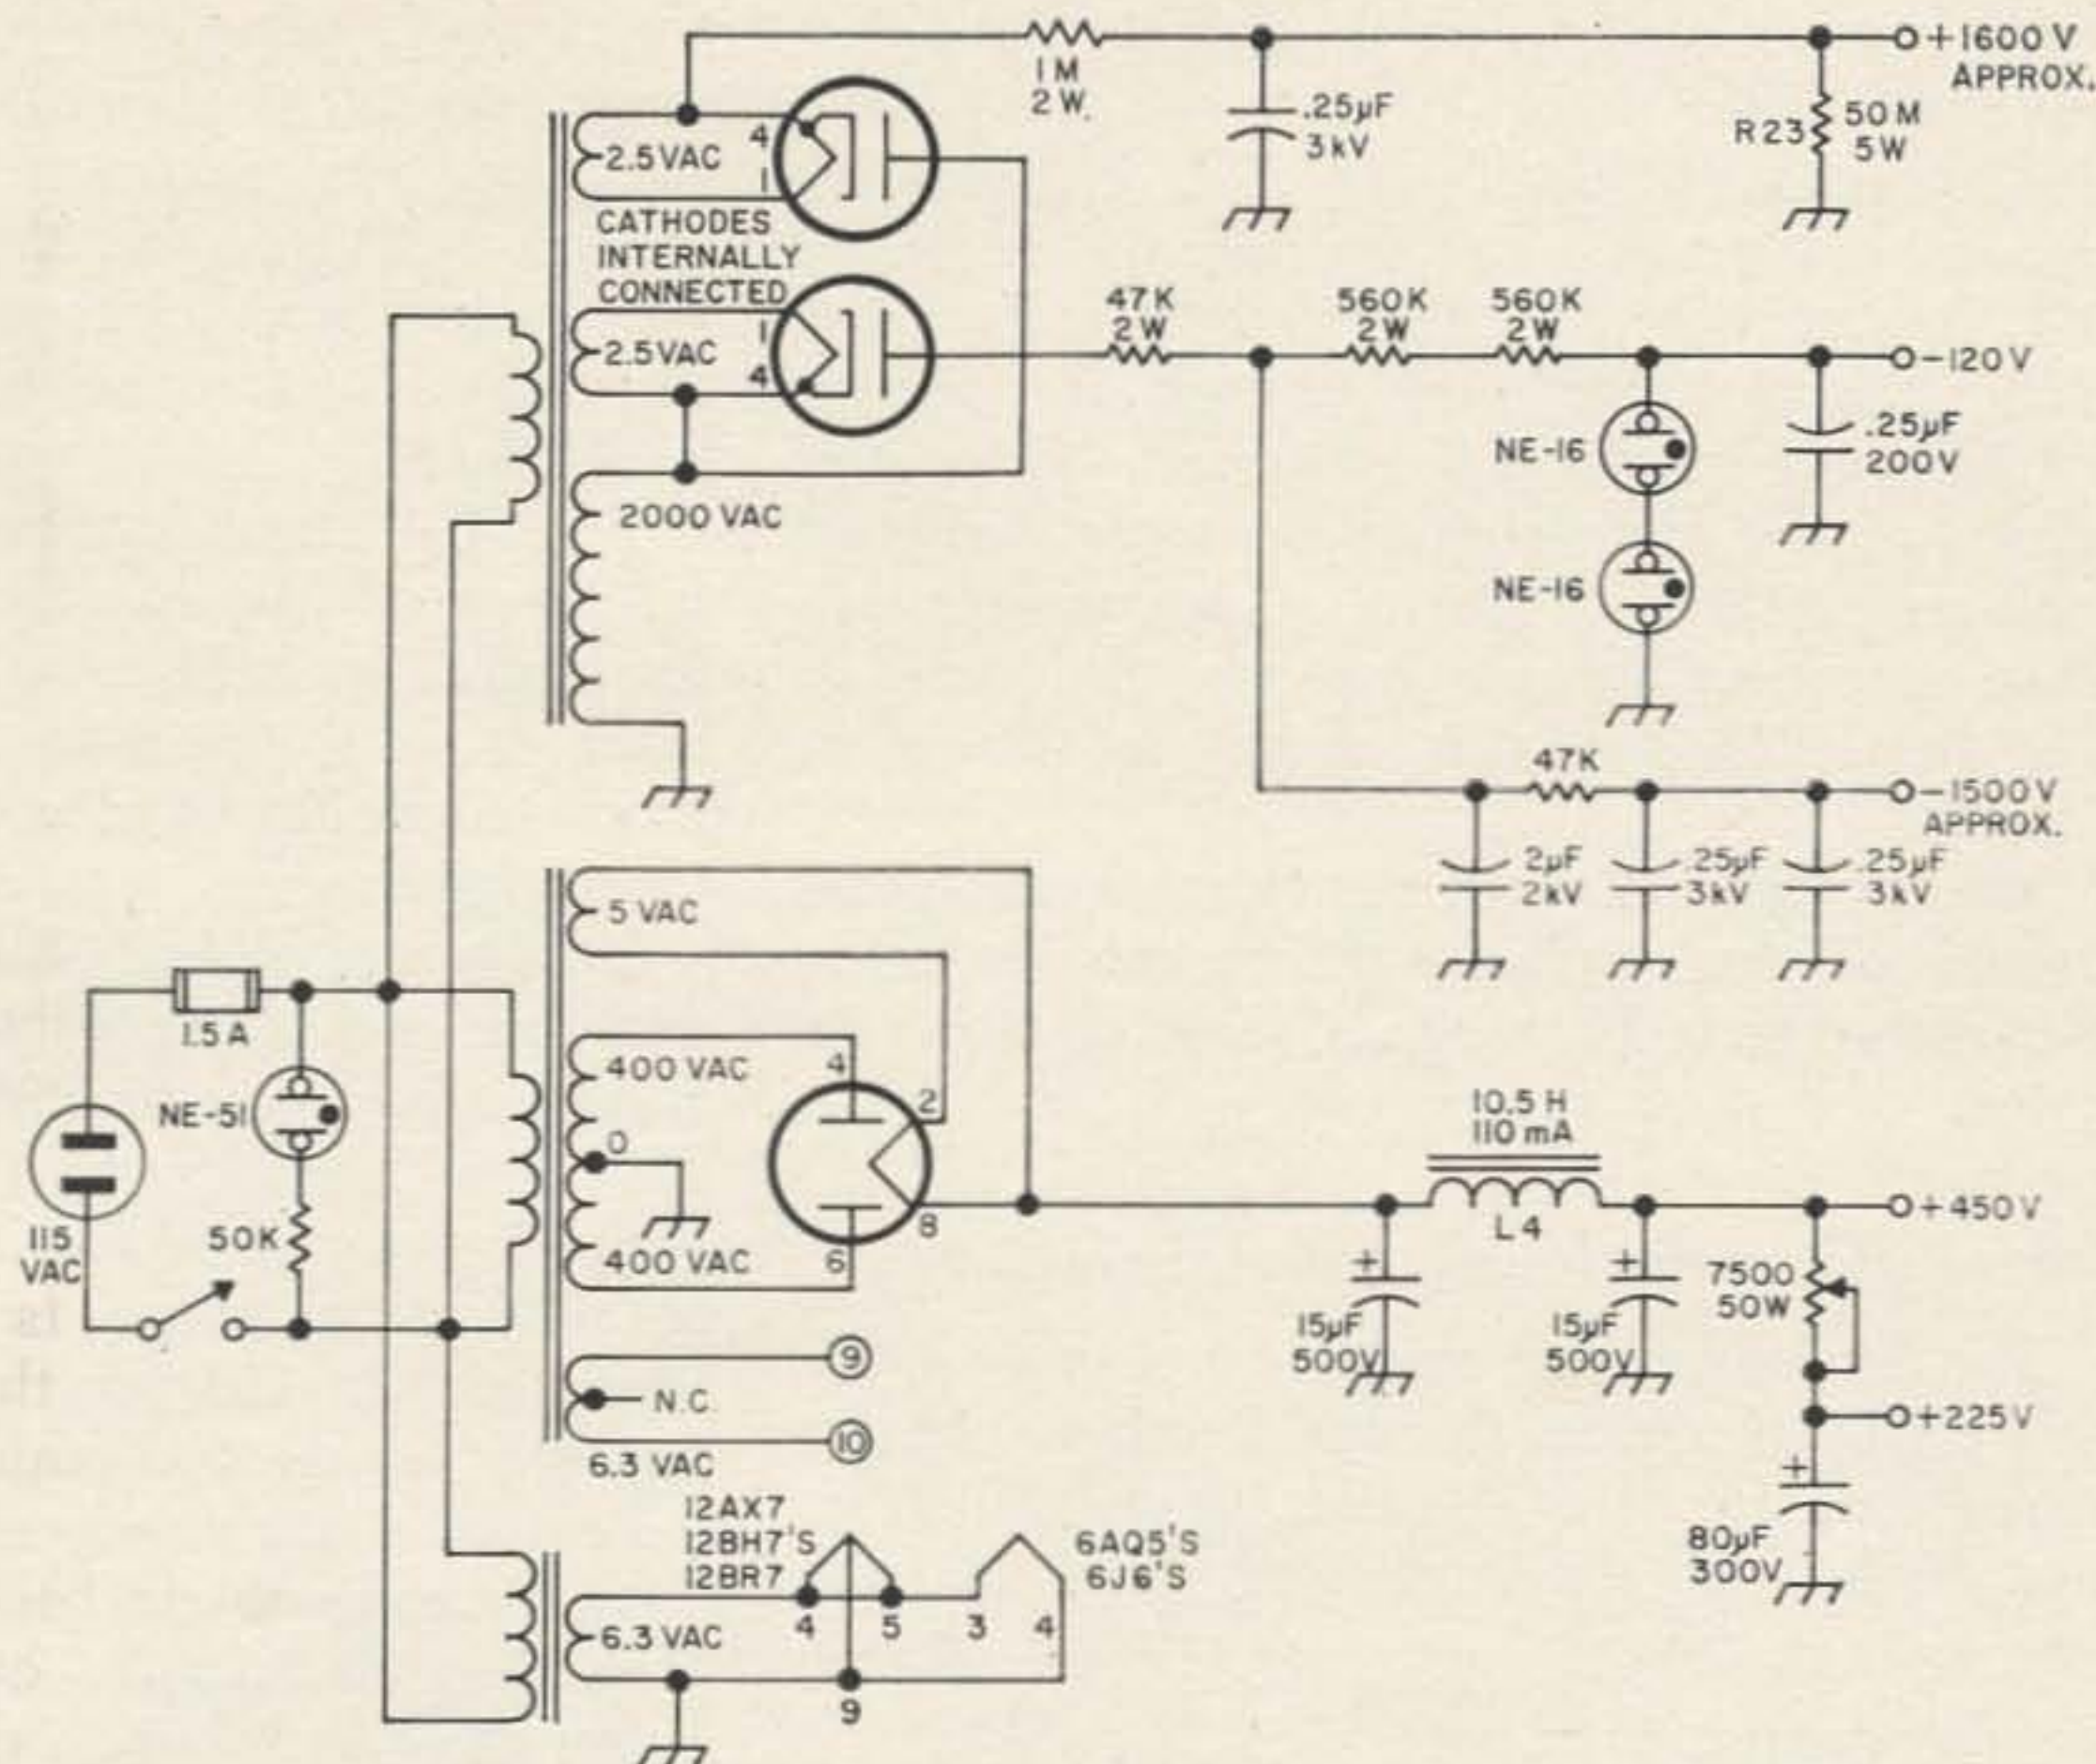 +1600 V
APPROX.
1 M
2 W.
.25µF
3kV
R23
50 M
5W
2.5 VAC
4
1
CATHODES
INTERNALLY
CONNECTED
2.5 VAC
1
4
47 K
2 W
560 K
2 W
560 K
2 W
-120 V
NE-16
.25µF
200V
NE-16
2000 VAC
47K
-1500 V
APPROX.
2µF
2kV
.25µF
3kV
.25µF
3kV
5 VAC
1.5 A
NE-51
50K
115
VAC
400 VAC
4
2
0
8
400 VAC
6
10.5 H
110 mA
L 4
+450 V
15µF
500V
15µF
500V
7500
50W
+225 V
80µF
300V
9
N.C.
10
6.3 VAC
12AX7
12BH7'S
12BR7
6AQ5'S
6J6'S
6.3 VAC
4
5
3
4
9
+
+
+